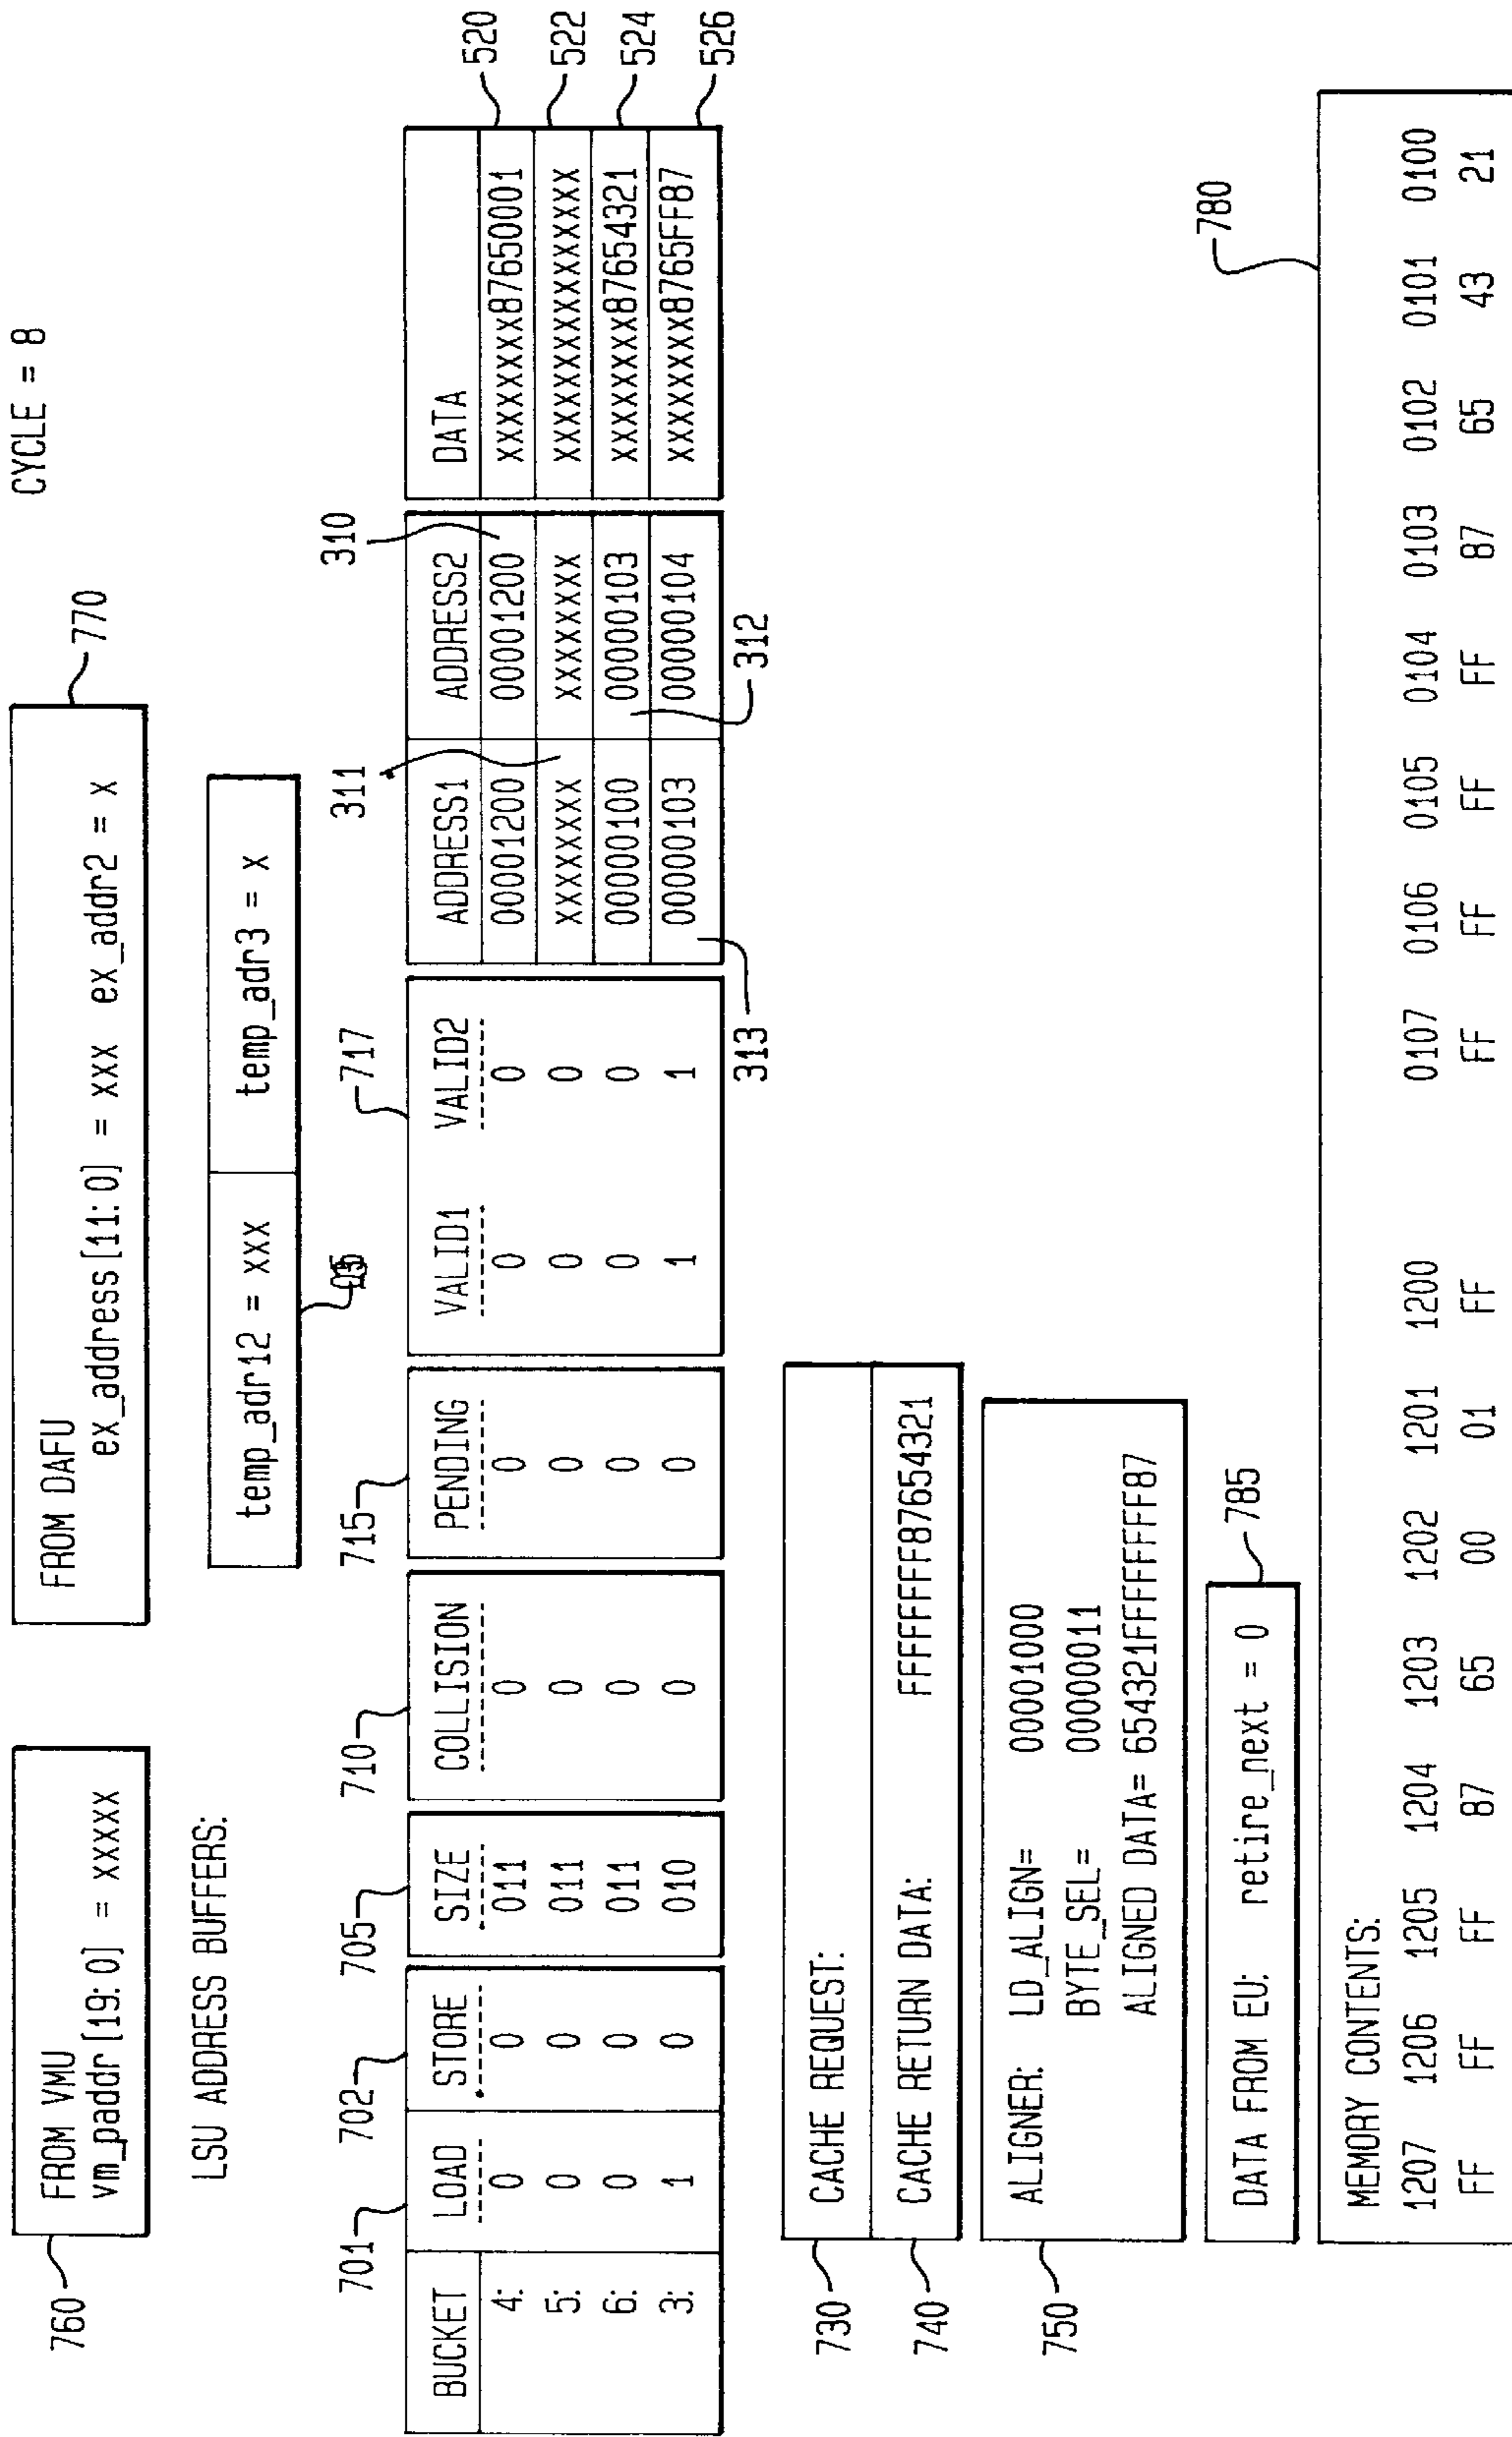 CYCLE = 8
FROM VMU
vm_paddr [19: 0] = XXXXX
760
FROM DAFU
ex_address [11: 0] = XXX ex_addr2 = X
770
LSU ADDRESS BUFFERS:
temp_adr12 = XXX temp_adr3 = X
701 702 705 710 715 717 311 310
BUCKET LOAD STORE SIZE COLLISION PENDING VALID1 VALID2 ADDRESS1 ADDRESS2 DATA
4: 0 0 011 0 0 0 0 00001200 00001200 XXXXXXXX87650001 520
5: 0 0 011 0 0 0 0 XXXXXXXX XXXXXXXX XXXXXXXXXXXXXXXX 522
6: 0 0 011 0 0 0 0 00000100 00000103 XXXXXXXX87654321 524
3: 1 0 010 0 0 1 1 00000103 00000104 XXXXXXXX8765FF87 526
313 312
730 CACHE REQUEST:
740 CACHE RETURN DATA: FFFFFFFF87654321
750
ALIGNER: LD_ALIGN= 00001000
BYTE_SEL= 00000011
ALIGNED DATA= 654321FFFFFFFF87
DATA FROM EU: retire_next = 0
785
780
MEMORY CONTENTS:
1207 1206 1205 1204 1203 1202 1201 1200 0107 0106 0105 0104 0103 0102 0101 0100
FF FF FF 87 65 00 01 FF FF FF FF FF 87 65 43 21